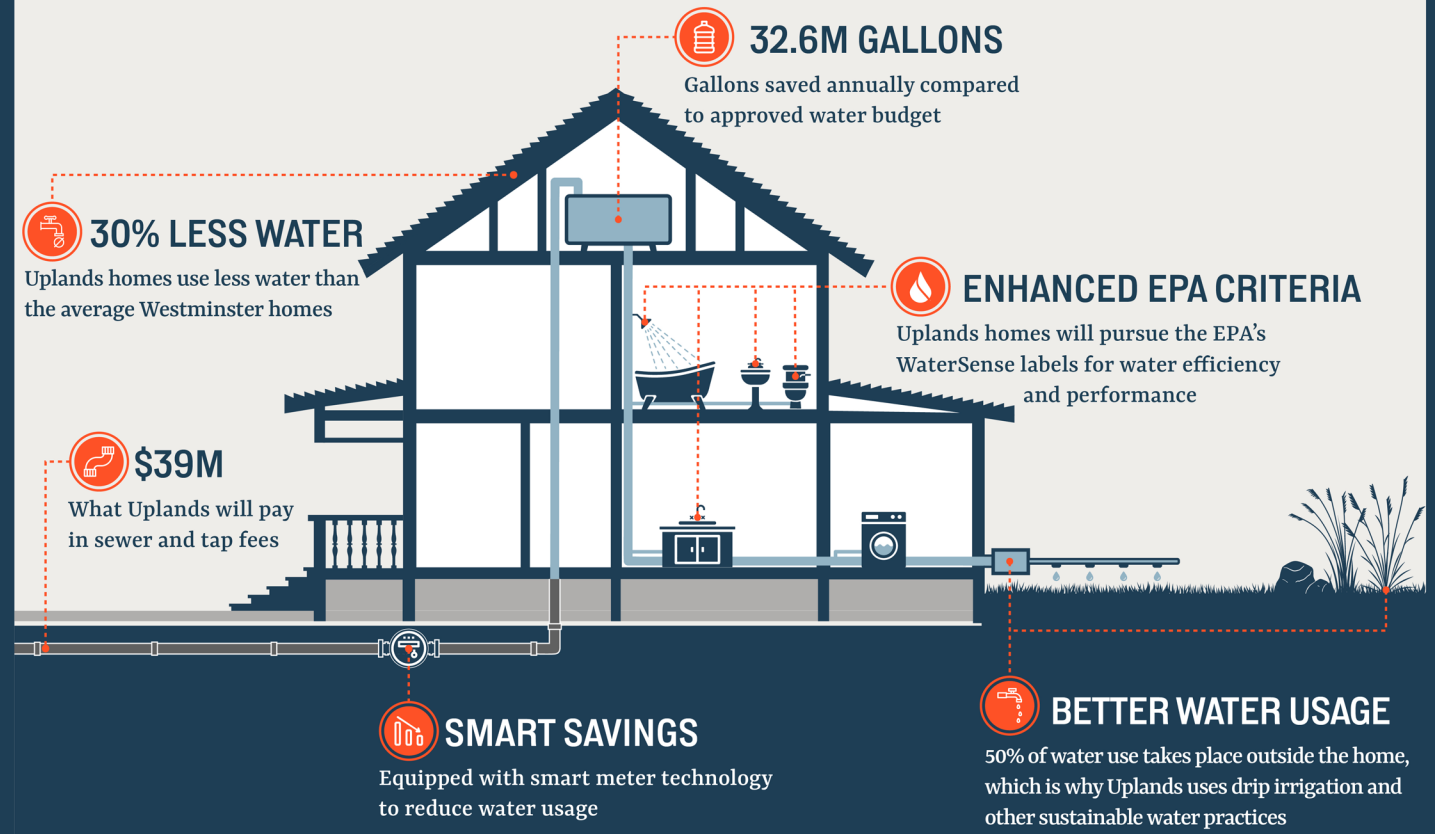 32.6M GALLONS
Gallons saved annually compared
to approved water budget
30% LESS WATER
Uplands homes use less water than
the average Westminster homes
ENHANCED EPA CRITERIA
Uplands homes will pursue the EPA’s
WaterSense labels for water efficiency
and performance
$39M
What Uplands will pay
in sewer and tap fees
SMART SAVINGS
Equipped with smart meter technology
to reduce water usage
BETTER WATER USAGE
50% of water use takes place outside the home,
which is why Uplands uses drip irrigation and
other sustainable water practices